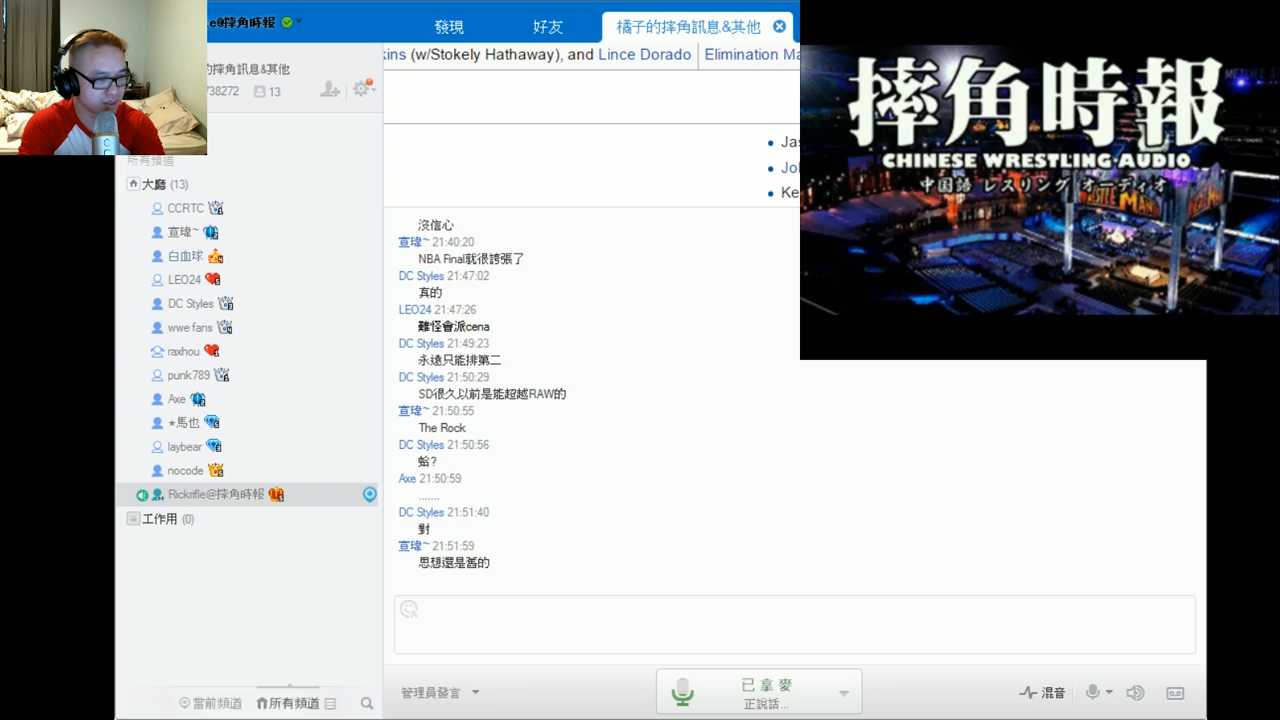 e@摔角時報
發現
好友
橘子的摔角訊息&其他
kins (w/Stokely Hathaway), and Lince Dorado
Elimination Ma
的摔角訊息&其他
738272
13
所有頻道
大廳 (13)
CCRTC
宣瑋~
白血球
LEO24
DC Styles
wwe fans
raxhou
punk789
Axe
★馬也
laybear
nocode
Rickrifle@摔角時報
工作用 (0)
當前頻道
所有頻道
Jas
Jol
Ke
沒信心
宣瑋~ 21:40:20
NBA Final就很誇張了
DC Styles 21:47:02
真的
LEO24 21:47:26
難怪會派cena
DC Styles 21:49:23
永遠只能排第二
DC Styles 21:50:29
SD很久以前是能超越RAW的
宣瑋~ 21:50:55
The Rock
DC Styles 21:50:56
蛤?
Axe 21:50:59
.......
DC Styles 21:51:40
對
宣瑋~ 21:51:59
思想還是舊的
管理員發言
已拿麥
正說話...
混音
摔角時報
CHINESE WRESTLING AUDIO
中国語 レスリング オーディオ